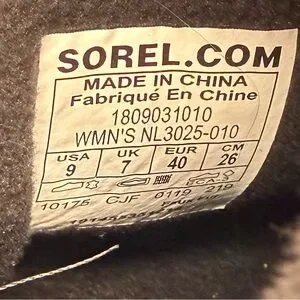 SOREL.COM
MADE IN CHINA
Fabriqué En Chine
1809031010
WMN'S NL3025-010
USA UK EUR CM
9 7 40 26
10175 CJF 0119 219